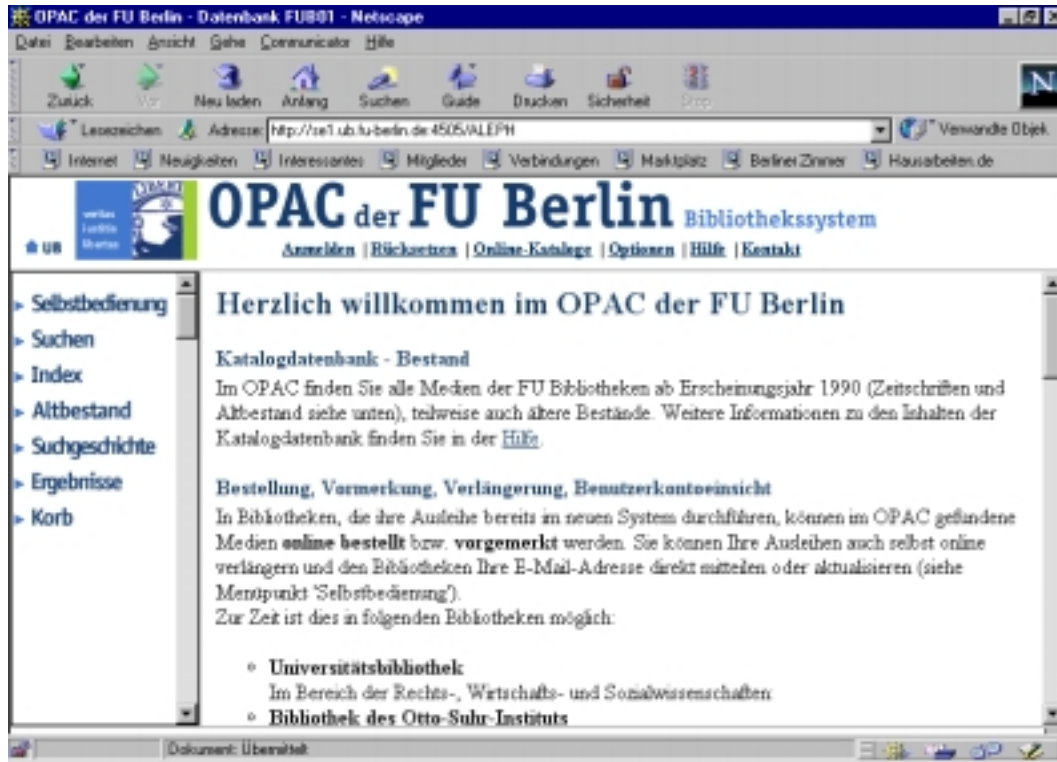 OPAC der FU Berlin - Datenbank FUB01 - Netscape
Datei Bearbeiten Ansicht Gehe Communicator Hilfe
Zurück Vor Neu laden Anfang Suchen Guide Drucken Sicherheit Stop
Lesezeichen Adresse: http://se1.ub.fu-berlin.de:4505/ALEPH Verwandte Objek
Internet Neuigkeiten Interessantes Mitglieder Verbindungen Marktplatz Berliner Zimmer Hausarbeiten.de
N
veritas
iustitia
libertas
UB
OPAC der FU Berlin Bibliothekssystem
Anmelden | Rücksetzen | Online-Kataloge | Optionen | Hilfe | Kontakt
Selbstbedienung
Suchen
Index
Altbestand
Suchgeschichte
Ergebnisse
Korb
Herzlich willkommen im OPAC der FU Berlin
Katalogdatenbank - Bestand
Im OPAC finden Sie alle Medien der FU Bibliotheken ab Erscheinungsjahr 1990 (Zeitschriften und
Altbestand siehe unten), teilweise auch ältere Bestände. Weitere Informationen zu den Inhalten der
Katalogdatenbank finden Sie in der Hilfe.
Bestellung, Vormerkung, Verlängerung, Benutzerkontoeinsicht
In Bibliotheken, die ihre Ausleihe bereits im neuen System durchführen, können im OPAC gefundene
Medien online bestellt bzw. vorgemerkt werden. Sie können Ihre Ausleihen auch selbst online
verlängern und den Bibliotheken Ihre E-Mail-Adresse direkt mitteilen oder aktualisieren (siehe
Menüpunkt 'Selbstbedienung').
Zur Zeit ist dies in folgenden Bibliotheken möglich:
Universitätsbibliothek
Im Bereich der Rechts-, Wirtschafts- und Sozialwissenschaften:
Bibliothek des Otto-Suhr-Instituts
Dokument: Übermittelt